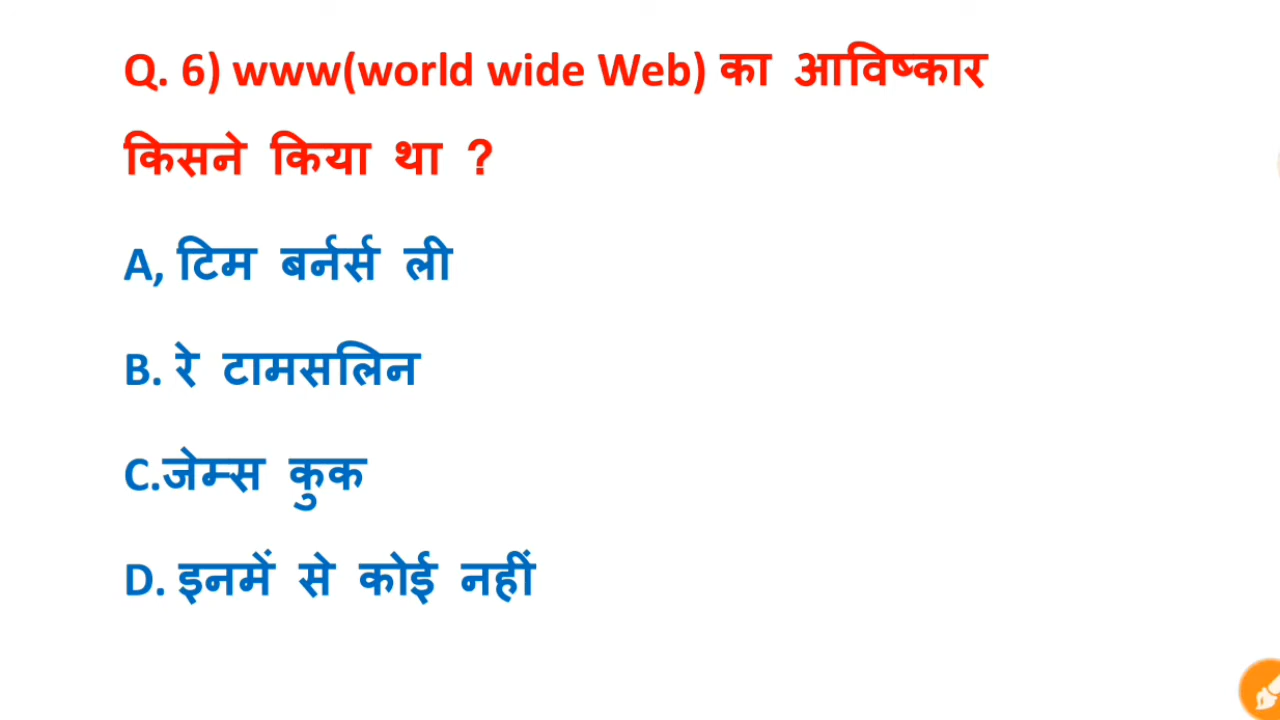 Q. 6) www(world wide Web) का आविष्कार
किसने किया था ?
A, टिम बर्नर्स ली
B. रे टामसलिन
C.जेम्स कुक
D. इनमें से कोई नहीं